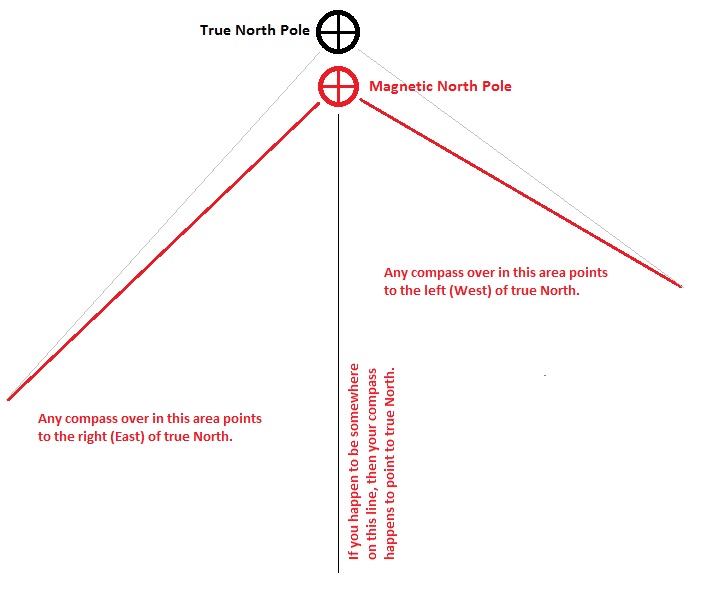 True North Pole
Magnetic North Pole
Any compass over in this area points
to the left (West) of true North.
Any compass over in this area points
to the right (East) of true North.
If you happen to be somewhere
on this line, then your compass
happens to point to true North.